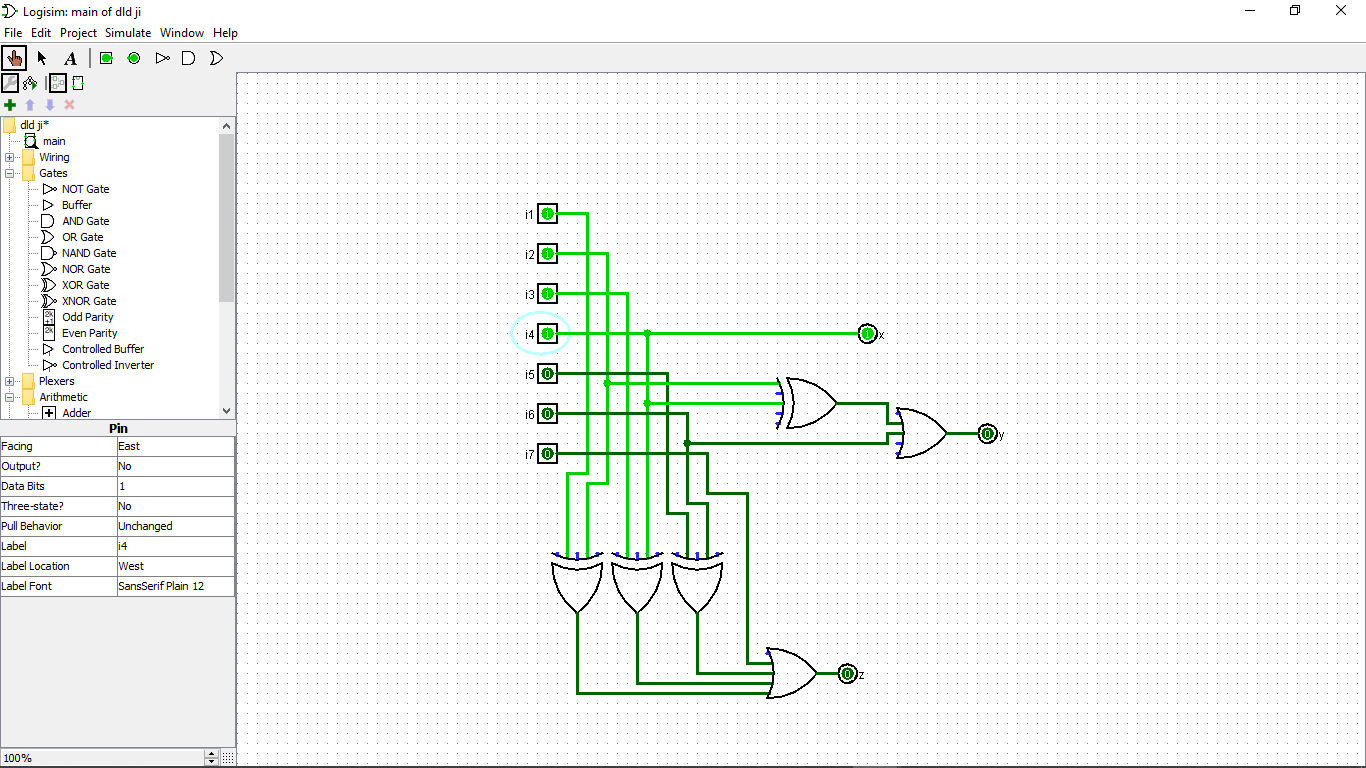 Logisim: main of dld ji
File Edit Project Simulate Window Help
A
dld ji*
main
Wiring
Gates
NOT Gate
Buffer
AND Gate
OR Gate
NAND Gate
NOR Gate
XOR Gate
XNOR Gate
Odd Parity
Even Parity
Controlled Buffer
Controlled Inverter
Plexers
Arithmetic
Adder
Pin
Facing East
Output? No
Data Bits 1
Three-state? No
Pull Behavior Unchanged
Label i4
Label Location West
Label Font SansSerif Plain 12
100%
i1 1
i2 1
i3 1
i4 1 1 x
i5 0
i6 0
0 y
i7 0
0 z